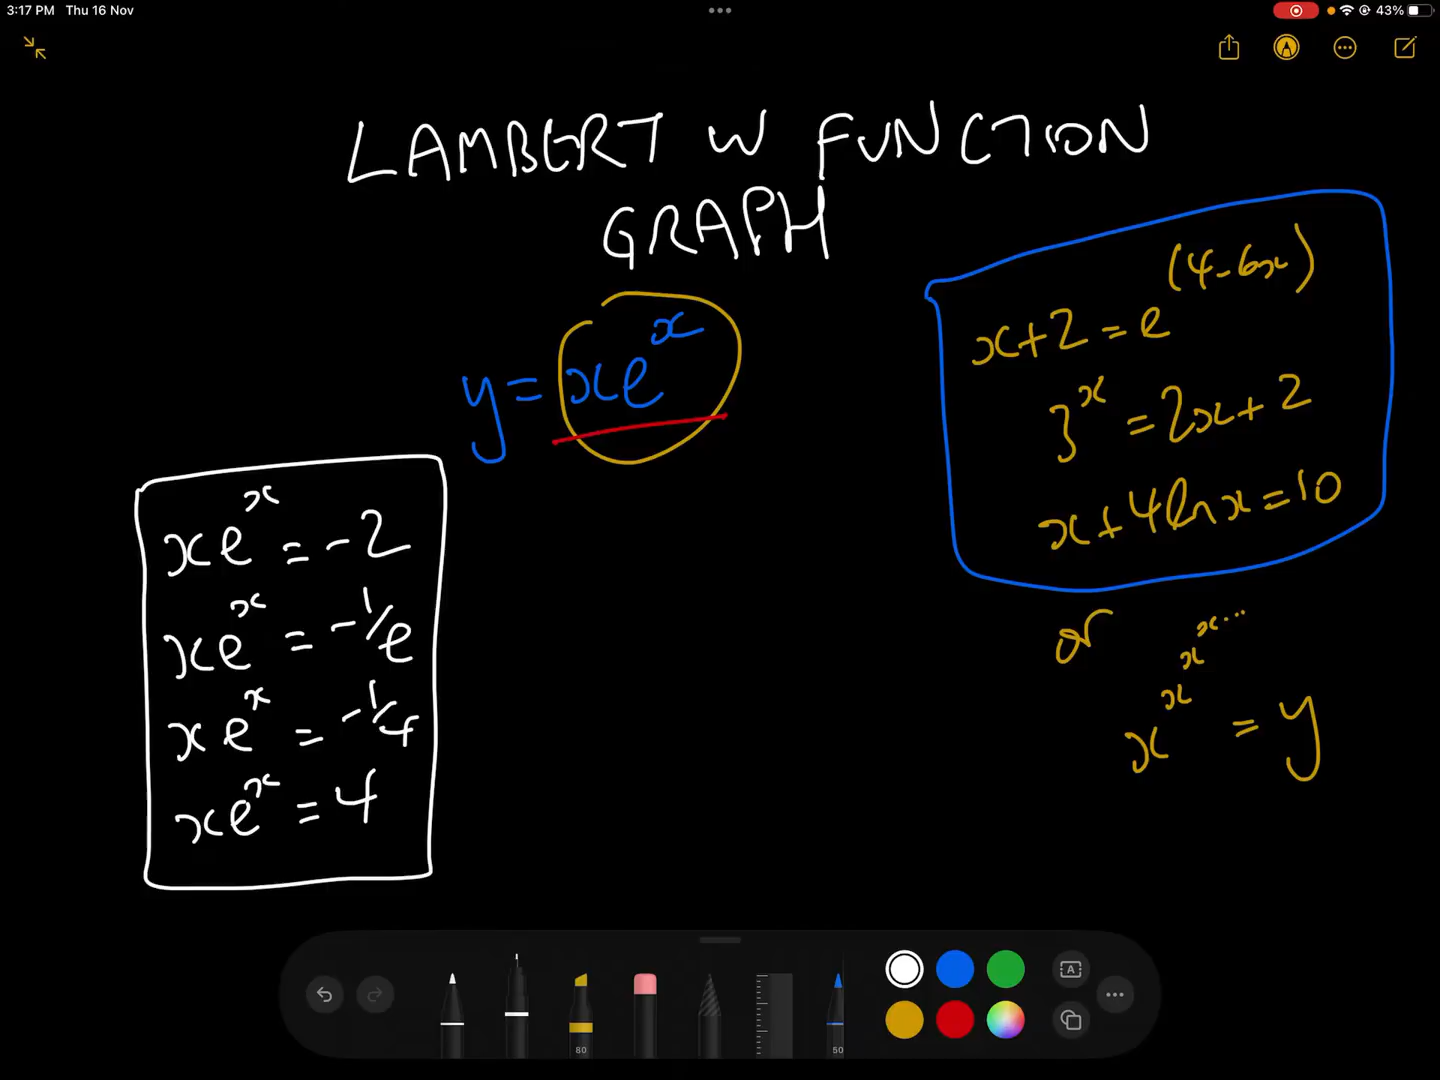 3:17 PM Thu 16 Nov
43%
LAMBERT W FUNCTION
GRAPH
y = xe^x
x+2 = e^(4-6x)
3^x = 2x+2
x+4lnx=10
or
x^x^x^x... = y
xe^x = -2
xe^x = -1/e
xe^x = -1/4
xe^x = 4
80
50
A